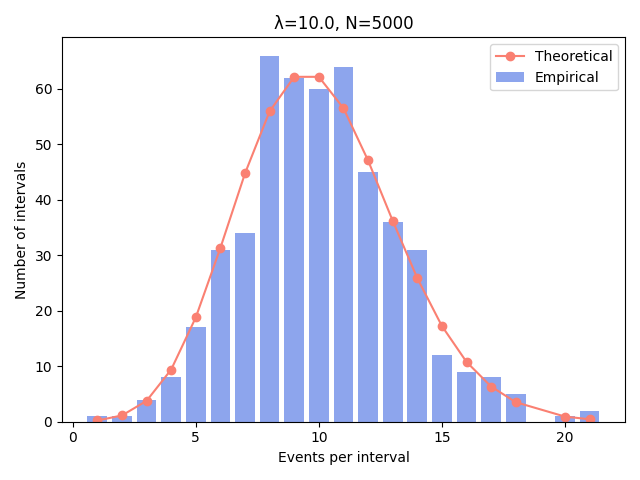 λ=10.0, N=5000
Theoretical
Empirical
Number of intervals
60
50
40
30
20
10
0
0 5 10 15 20
Events per interval